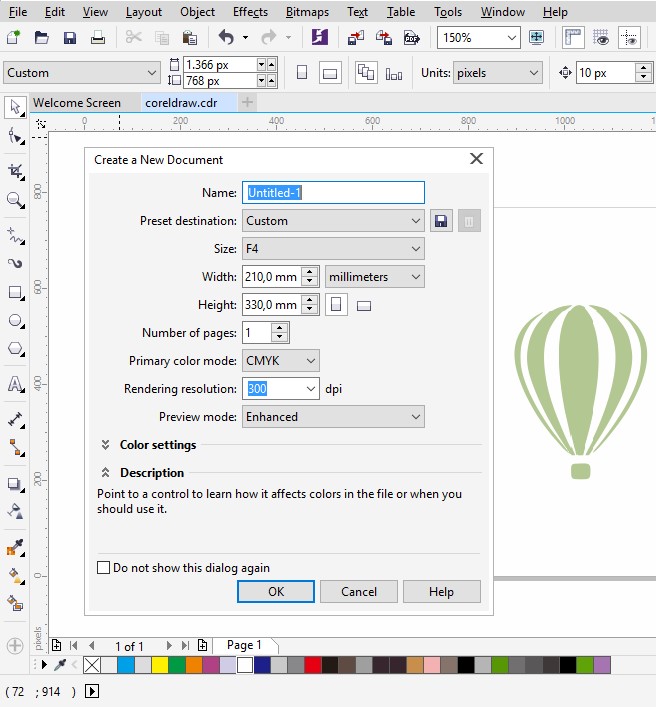 File Edit View Layout Object Effects Bitmaps Text Table Tools Window Help
150%
Custom 1.366 px 768 px Units: pixels 10 px
Welcome Screen coreldraw.cdr
0 200 400 600 800 1000
800
600
400
200
0
pixels
Create a New Document
Name: Untitled-1
Preset destination: Custom
Size: F4
Width: 210,0 mm millimeters
Height: 330,0 mm
Number of pages: 1
Primary color mode: CMYK
Rendering resolution: 300 dpi
Preview mode: Enhanced
Color settings
Description
Point to a control to learn how it affects colors in the file or when you
should use it.
Do not show this dialog again
OK Cancel Help
1 of 1 Page 1
( 72 ; 914 )